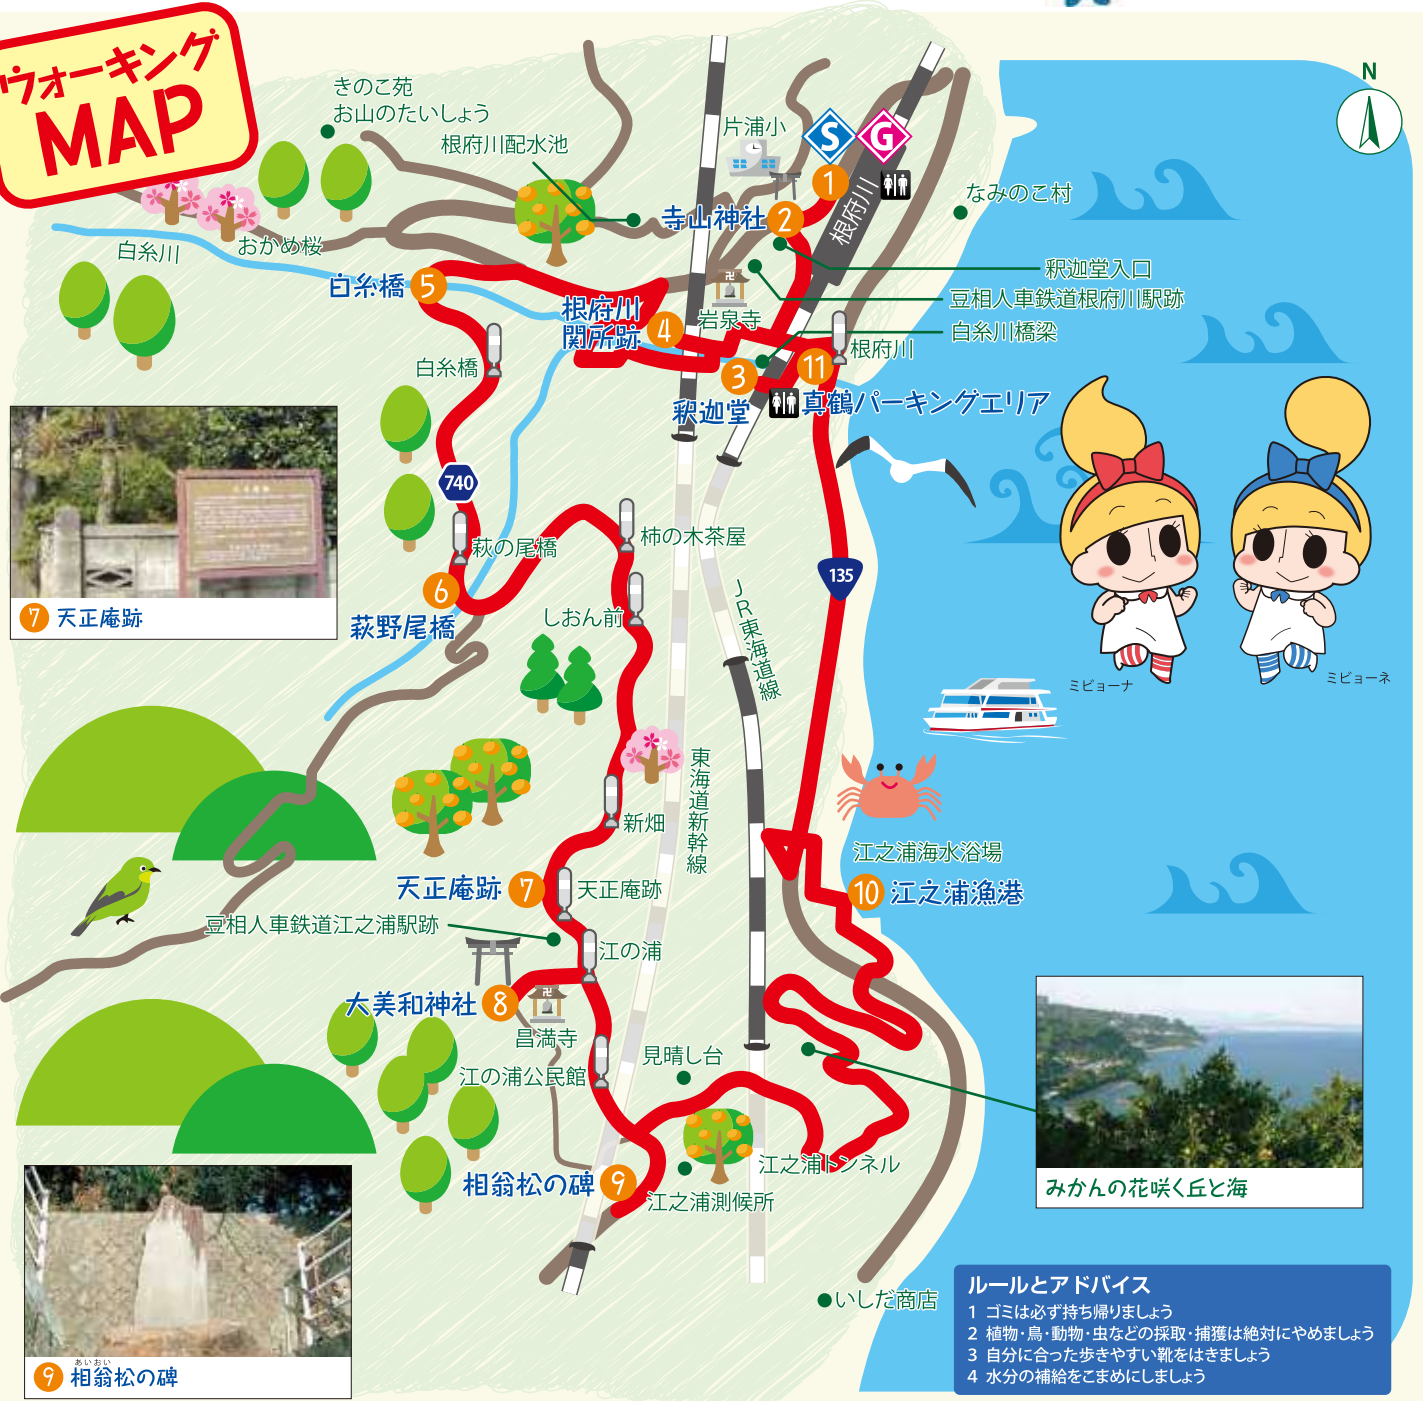 ウォーキング
MAP
きのこ苑
お山のたいしょう
根府川配水池
片浦小
S
G
1
根府川
N
なみのこ村
寺山神社
2
白糸川
おかめ桜
釈迦堂入口
豆相人車鉄道根府川駅跡
白糸川橋梁
白糸橋
5
根府川
関所跡
4
岩泉寺
根府川
白糸橋
3
11
釈迦堂
真鶴パーキングエリア
740
萩の尾橋
柿の木茶屋
135
6
萩野尾橋
しおん前
JR東海道線
7 天正庵跡
ミビョーナ
ミビョーネ
東海道新幹線
新畑
江之浦海水浴場
天正庵跡
7
天正庵跡
10
江之浦漁港
豆相人車鉄道江之浦駅跡
江の浦
大美和神社
8
昌満寺
見晴し台
江の浦公民館
相翁松の碑
9
江之浦トンネル
江之浦測候所
みかんの花咲く丘と海
いしだ商店
あいおい
9 相翁松の碑
ルールとアドバイス
1 ゴミは必ず持ち帰りましょう
2 植物・鳥・動物・虫などの採取・捕獲は絶対にやめましょう
3 自分に合った歩きやすい靴をはきましょう
4 水分の補給をこまめにしましょう